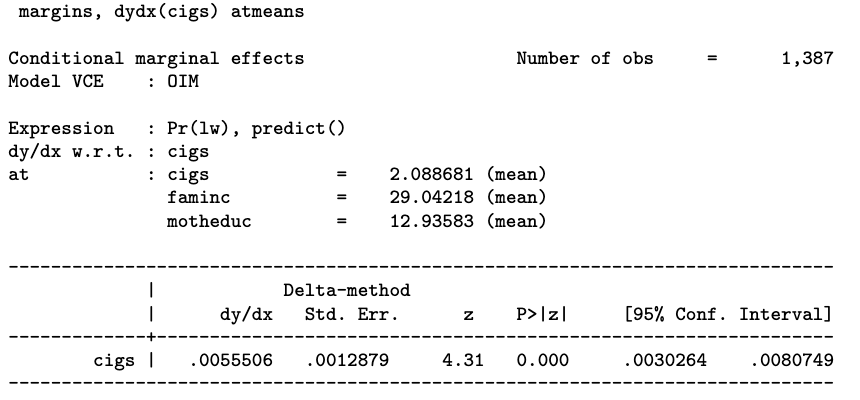 margins, dydx(cigs) atmeans
Conditional marginal effects Number of obs = 1,387
Model VCE : OIM
Expression : Pr(lw), predict()
dy/dx w.r.t. : cigs
at : cigs = 2.088681 (mean)
faminc = 29.04218 (mean)
motheduc = 12.93583 (mean)
------------------------------------------------------------------------------
| Delta-method
| dy/dx Std. Err. z P>|z| [95% Conf. Interval]
-------------+----------------------------------------------------------------
cigs | .0055506 .0012879 4.31 0.000 .0030264 .0080749
------------------------------------------------------------------------------